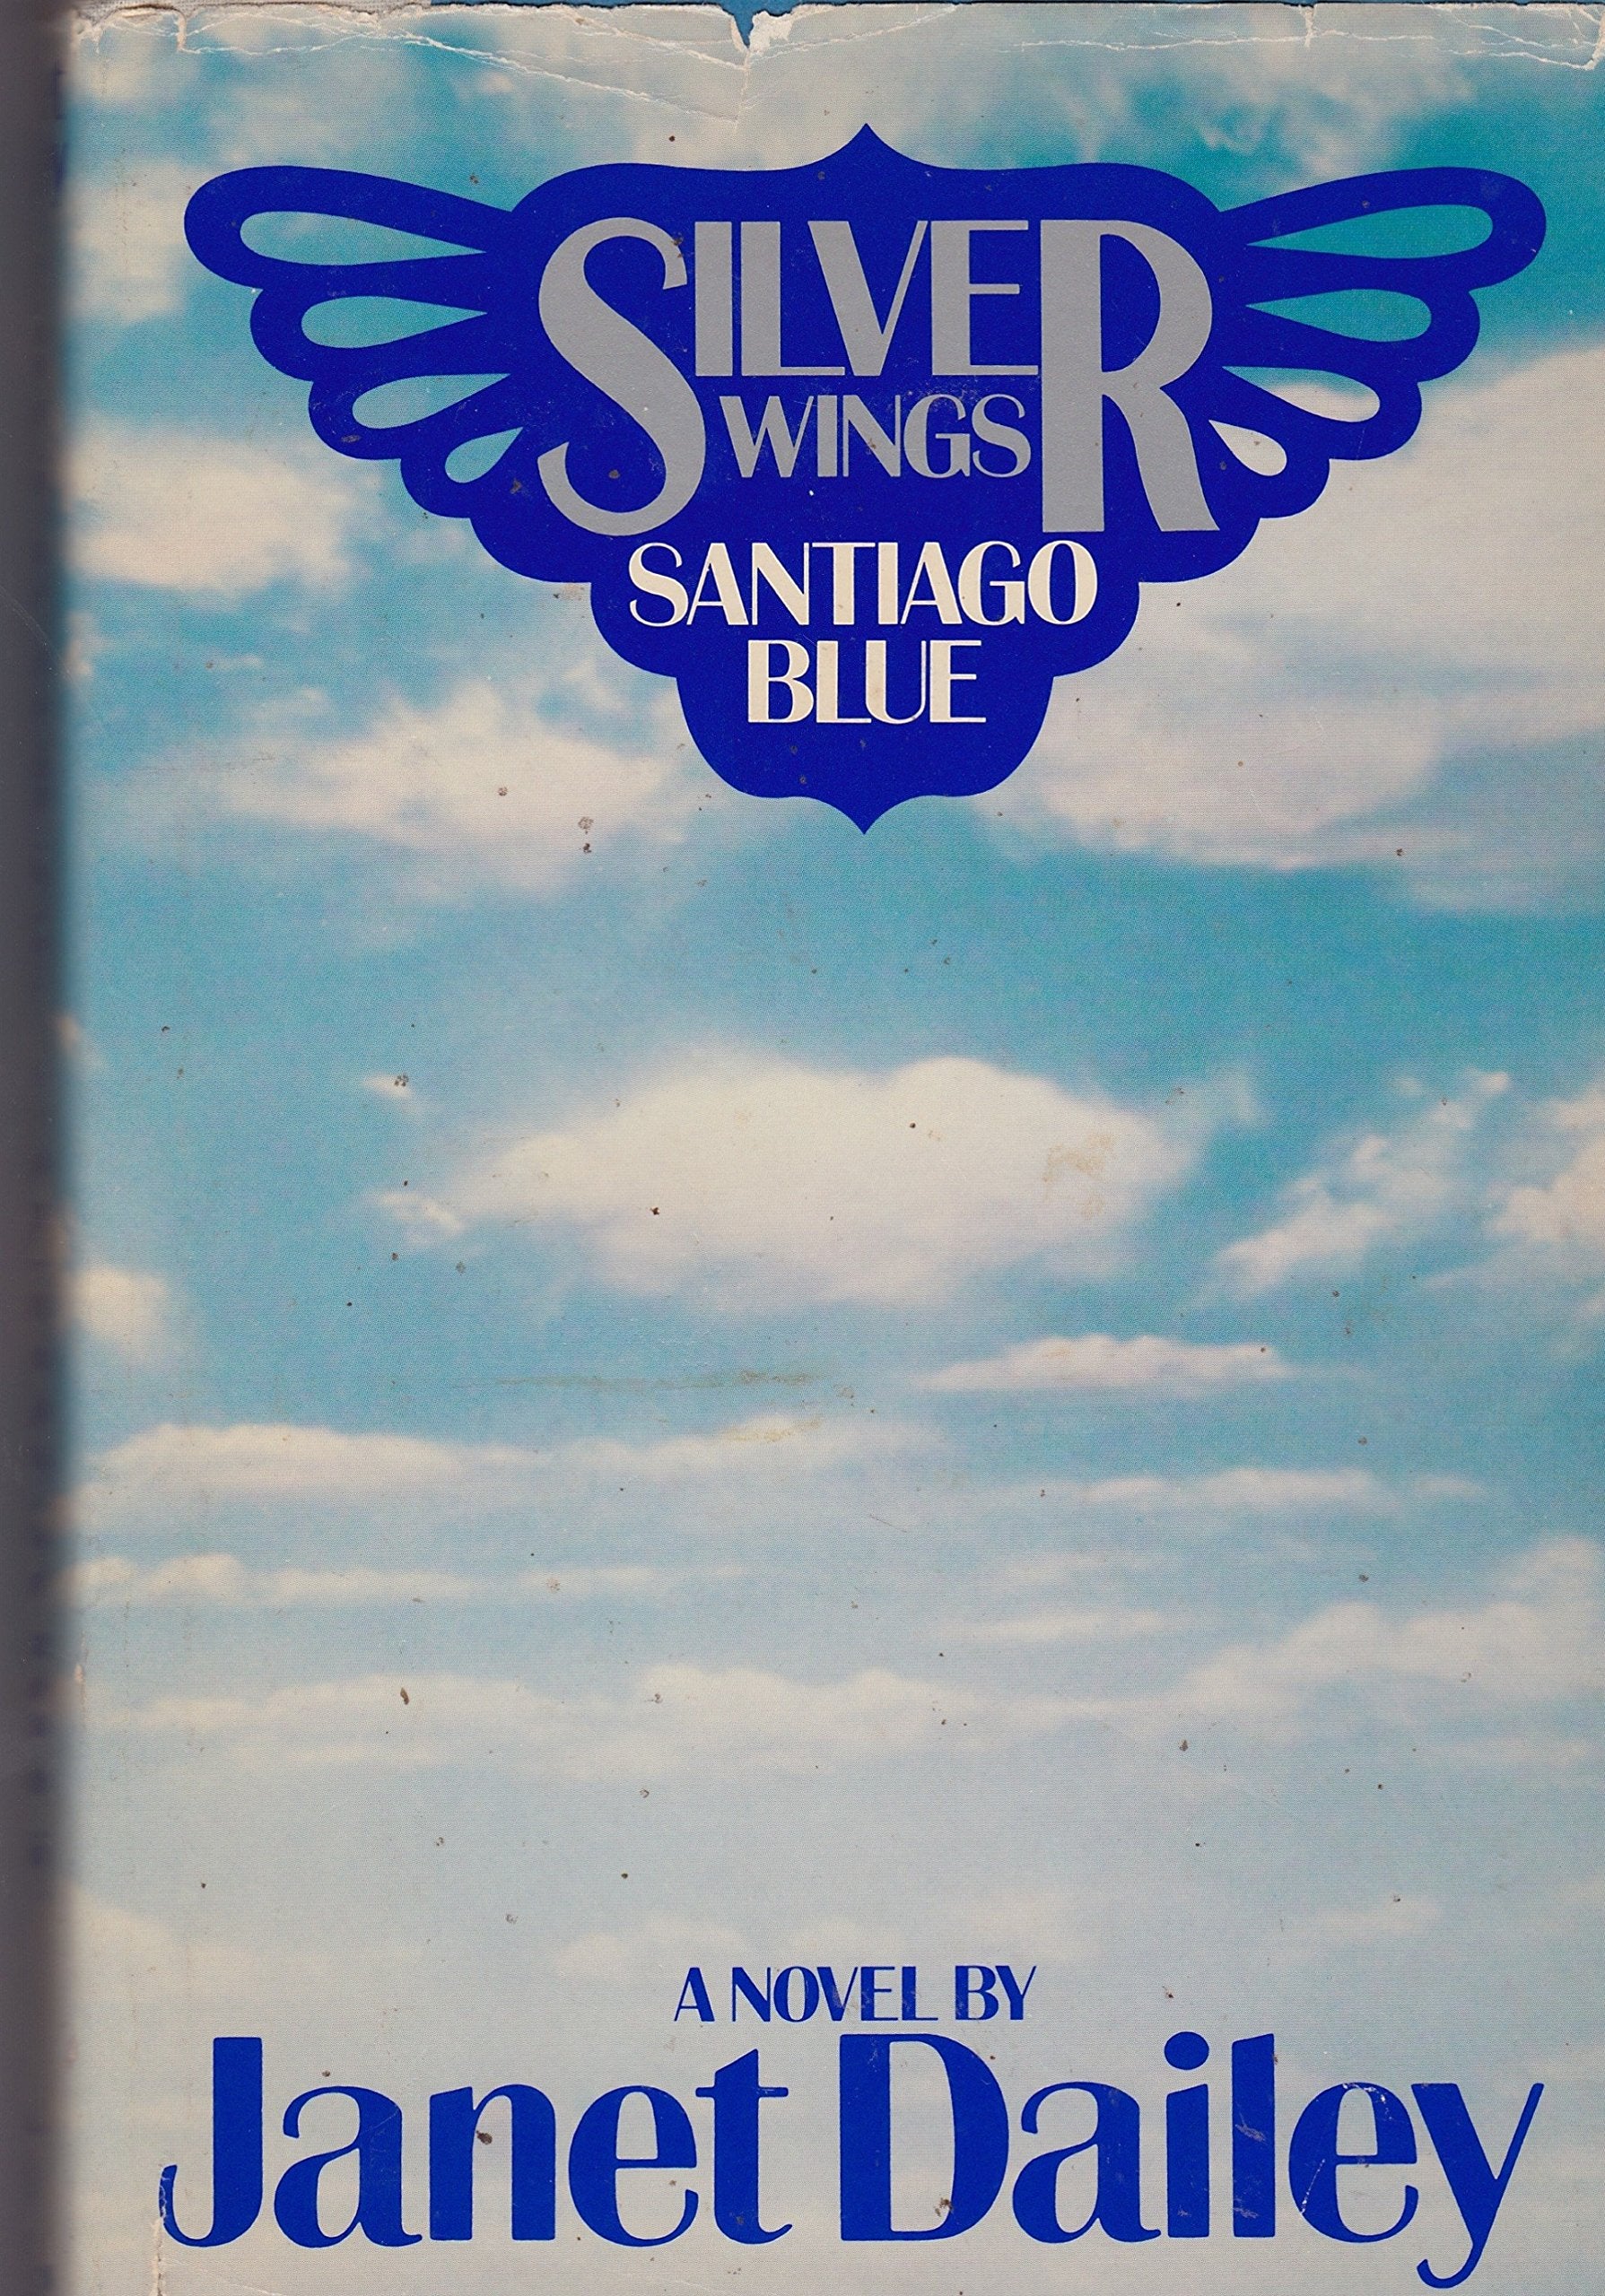 SILVER
WINGS
SANTIAGO
BLUE
A NOVEL BY
Janet Dailey